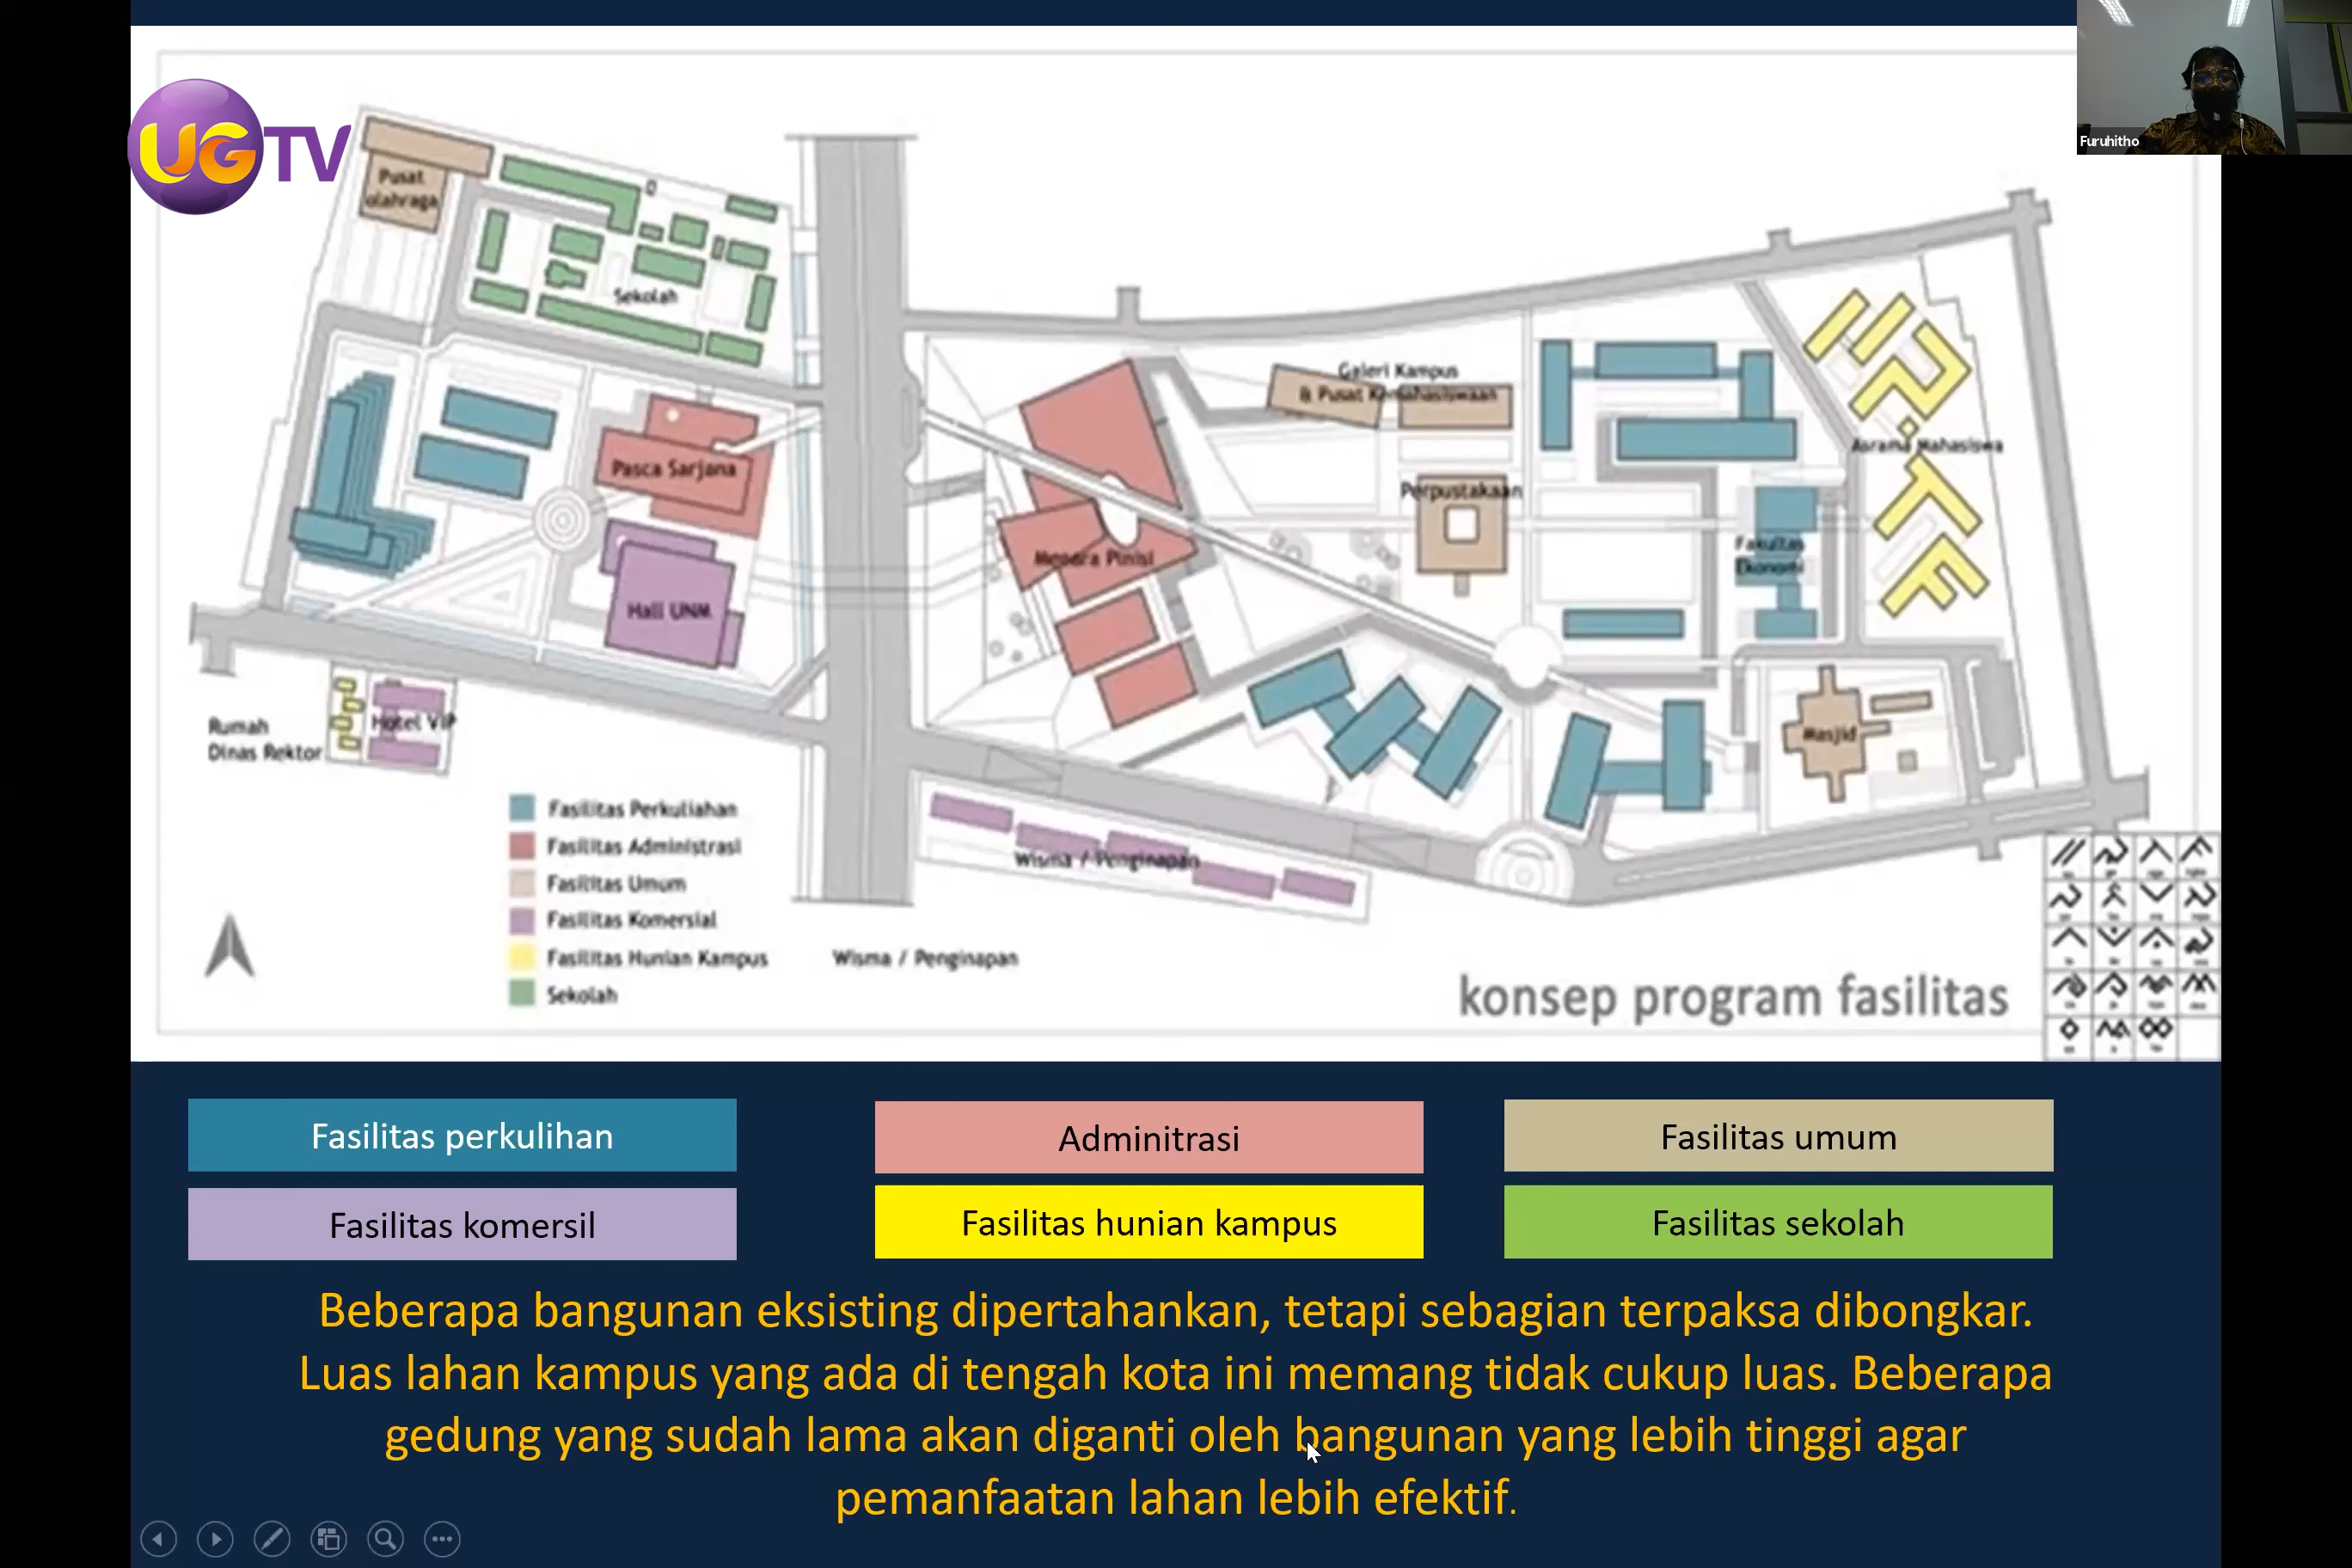 UGTV
Furuhitho
Pusat
olahraga
Sekolah
Galeri Kampus
& Pusat Kemahasiswaan
Asrama Mahasiswa
Pasca Sarjana
Perpustakaan
Fakultas
Ekonomi
Menara Pinisi
Hall UNM
Rumah
Dinas Rektor
Hotel VIP
Masjid
Wisma / Penginapan
Fasilitas Perkuliahan
Fasilitas Administrasi
Fasilitas Umum
Fasilitas Komersial
Fasilitas Hunian Kampus
Wisma / Penginapan
Sekolah
konsep program fasilitas
Fasilitas perkulihan
Adminitrasi
Fasilitas umum
Fasilitas komersil
Fasilitas hunian kampus
Fasilitas sekolah
Beberapa bangunan eksisting dipertahankan, tetapi sebagian terpaksa dibongkar.
Luas lahan kampus yang ada di tengah kota ini memang tidak cukup luas. Beberapa
gedung yang sudah lama akan diganti oleh bangunan yang lebih tinggi agar
pemanfaatan lahan lebih efektif.